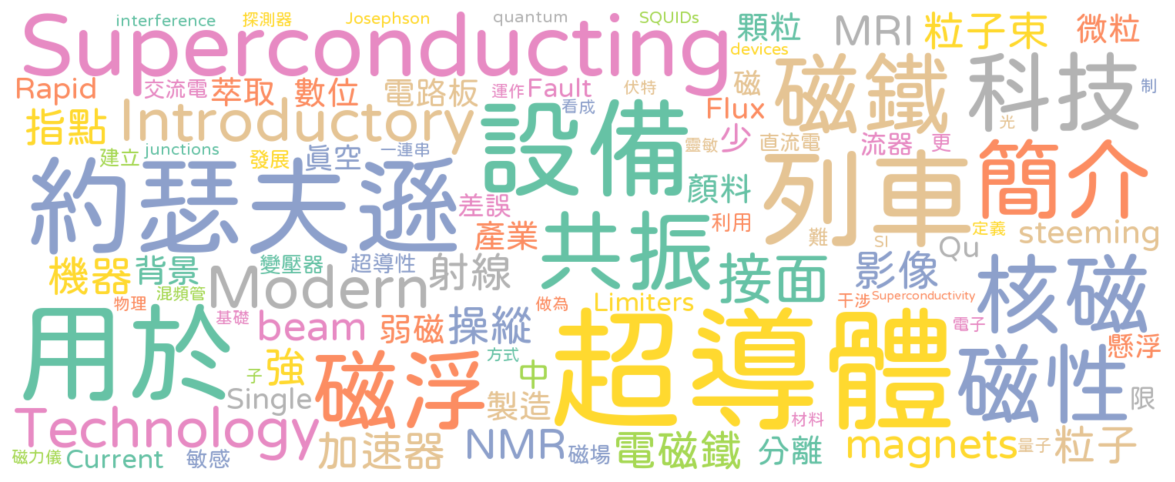 interference
探測器
Josephson
quantum
SQUIDs
顆粒
MRI
粒子束
微粒
Superconducting
devices
磁鐵
科技
Rapid
交流電
萃取
數位
電路板
運作
Fault
伏特
看成
磁
制
指點
Introductory
設備
Flux
少
靈敏
直流電
流器
更
光
建立
junctions
發展
眞空
一連串
列車
簡介
約瑟夫遜
差誤
顏料
產業
共振
利用
難
SI
定義
steeming
Qu
機器
背景
變壓器
超導性
射線
接面
影像
核磁
混頻管
Modern
物理
基礎
beam
弱磁
操縱
做為
Limiters
干涉
Superconductivity
電子
懸浮
用於
超導體
磁性
子
強
磁浮
方式
中
Single
製造
限
Technology
加速器
NMR
磁場
電磁鐵
分離
材料
magnets
量子
粒子
磁力儀
Current
敏感